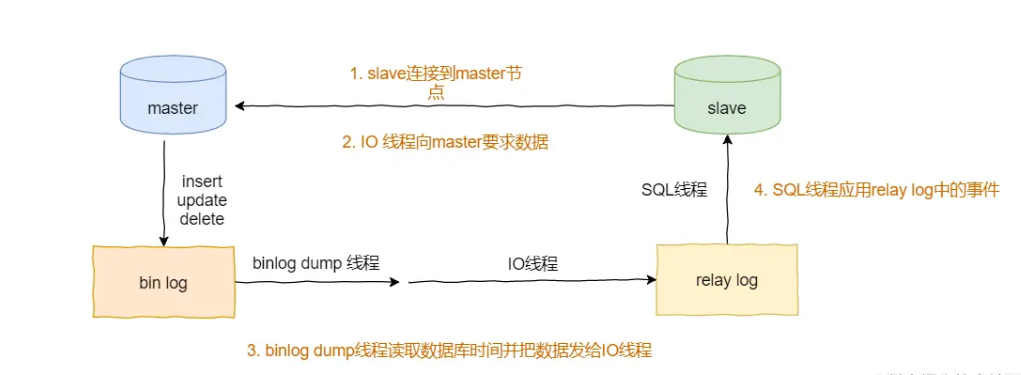 1. slave连接到master节
点
master
slave
2. IO 线程向master要求数据
insert
update
delete
SQL线程
4. SQL线程应用relay log中的事件
bin log
binlog dump 线程
IO线程
relay log
3. binlog dump线程读取数据库时间并把数据发给IO线程